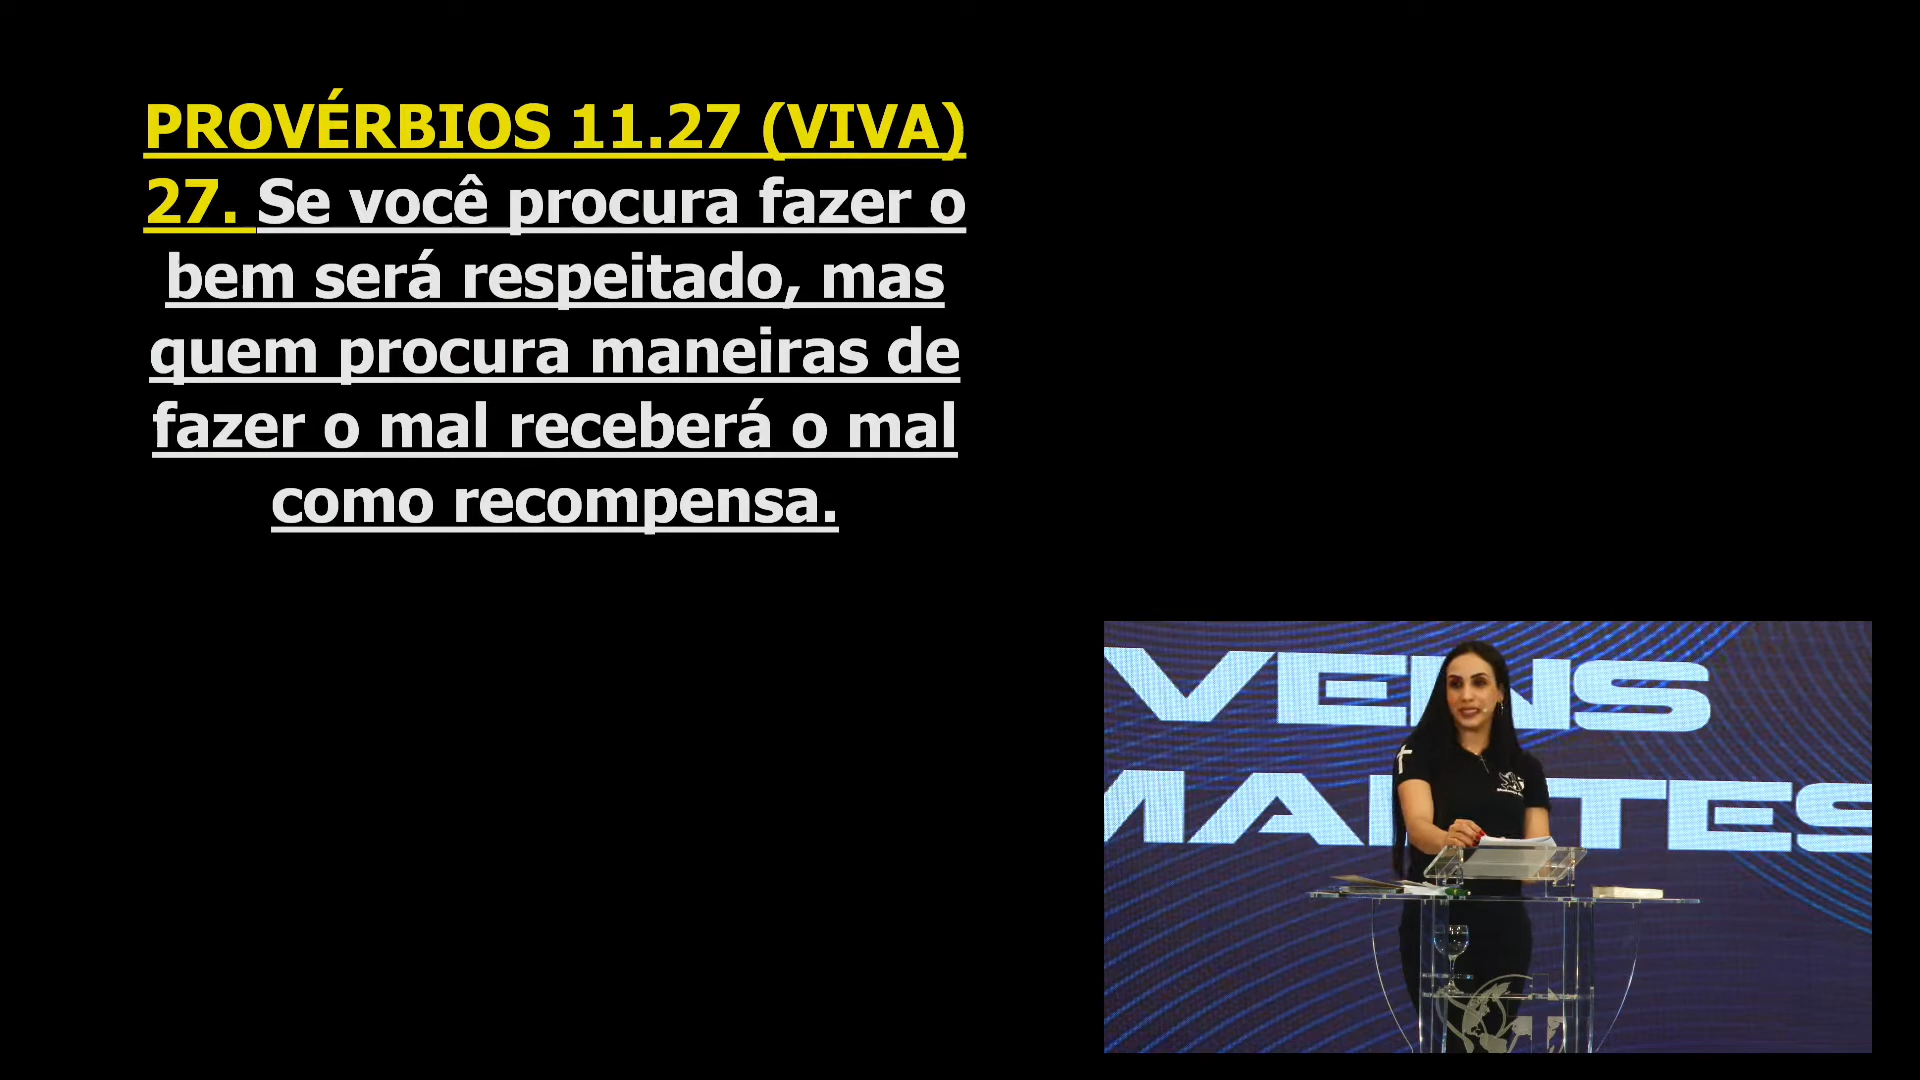 PROVÉRBIOS 11.27 (VIVA)
27. Se você procura fazer o
bem será respeitado, mas
quem procura maneiras de
fazer o mal receberá o mal
como recompensa.
VENS